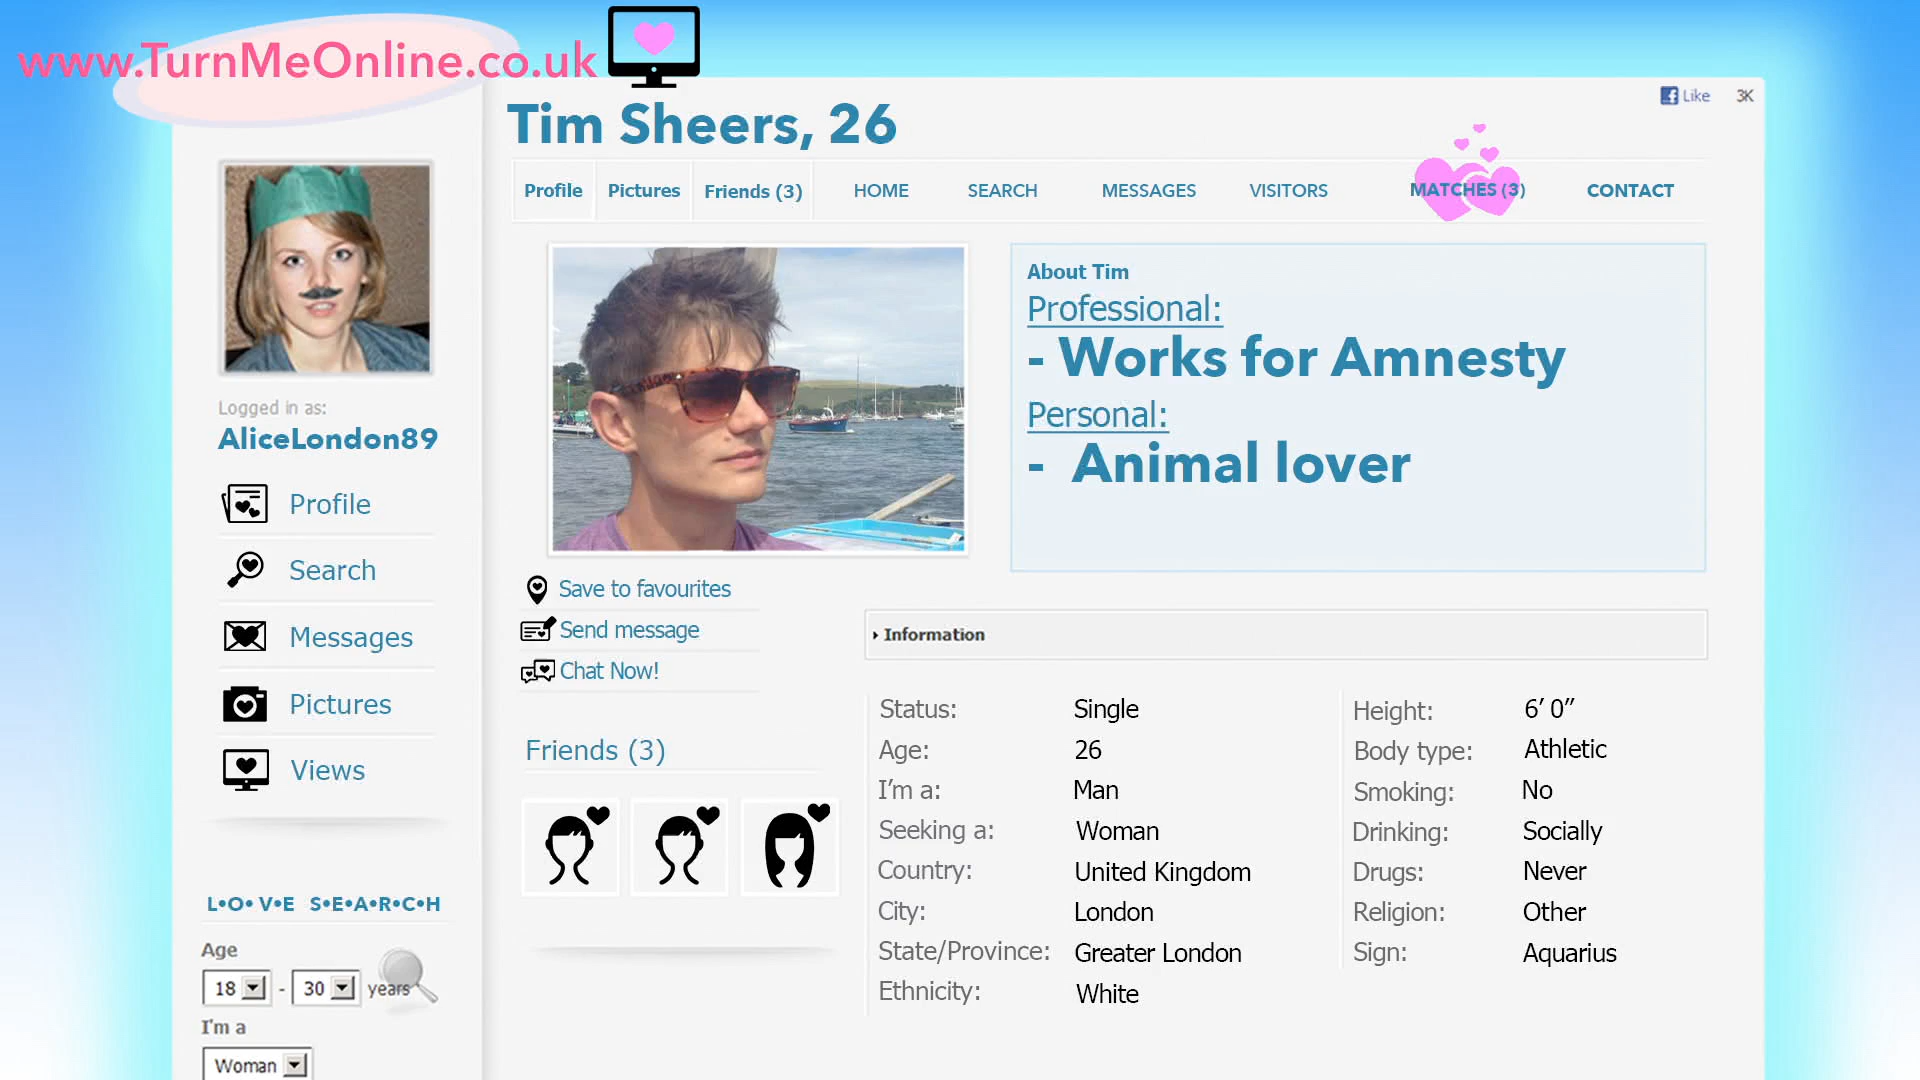 www.TurnMeOnline.co.uk
Like 3K
Tim Sheers, 26
Profile Pictures Friends (3) HOME SEARCH MESSAGES VISITORS MATCHES (3) CONTACT
Logged in as:
AliceLondon89
Profile
Search
Messages
Pictures
Views
L•O•V•E S•E•A•R•C•H
Age
18 - 30 years
I'm a
Woman
About Tim
Professional:
- Works for Amnesty
Personal:
- Animal lover
Save to favourites
Send message
Chat Now!
Friends (3)
Information
Status: Single
Age: 26
I'm a: Man
Seeking a: Woman
Country: United Kingdom
City: London
State/Province: Greater London
Ethnicity: White
Height: 6' 0"
Body type: Athletic
Smoking: No
Drinking: Socially
Drugs: Never
Religion: Other
Sign: Aquarius